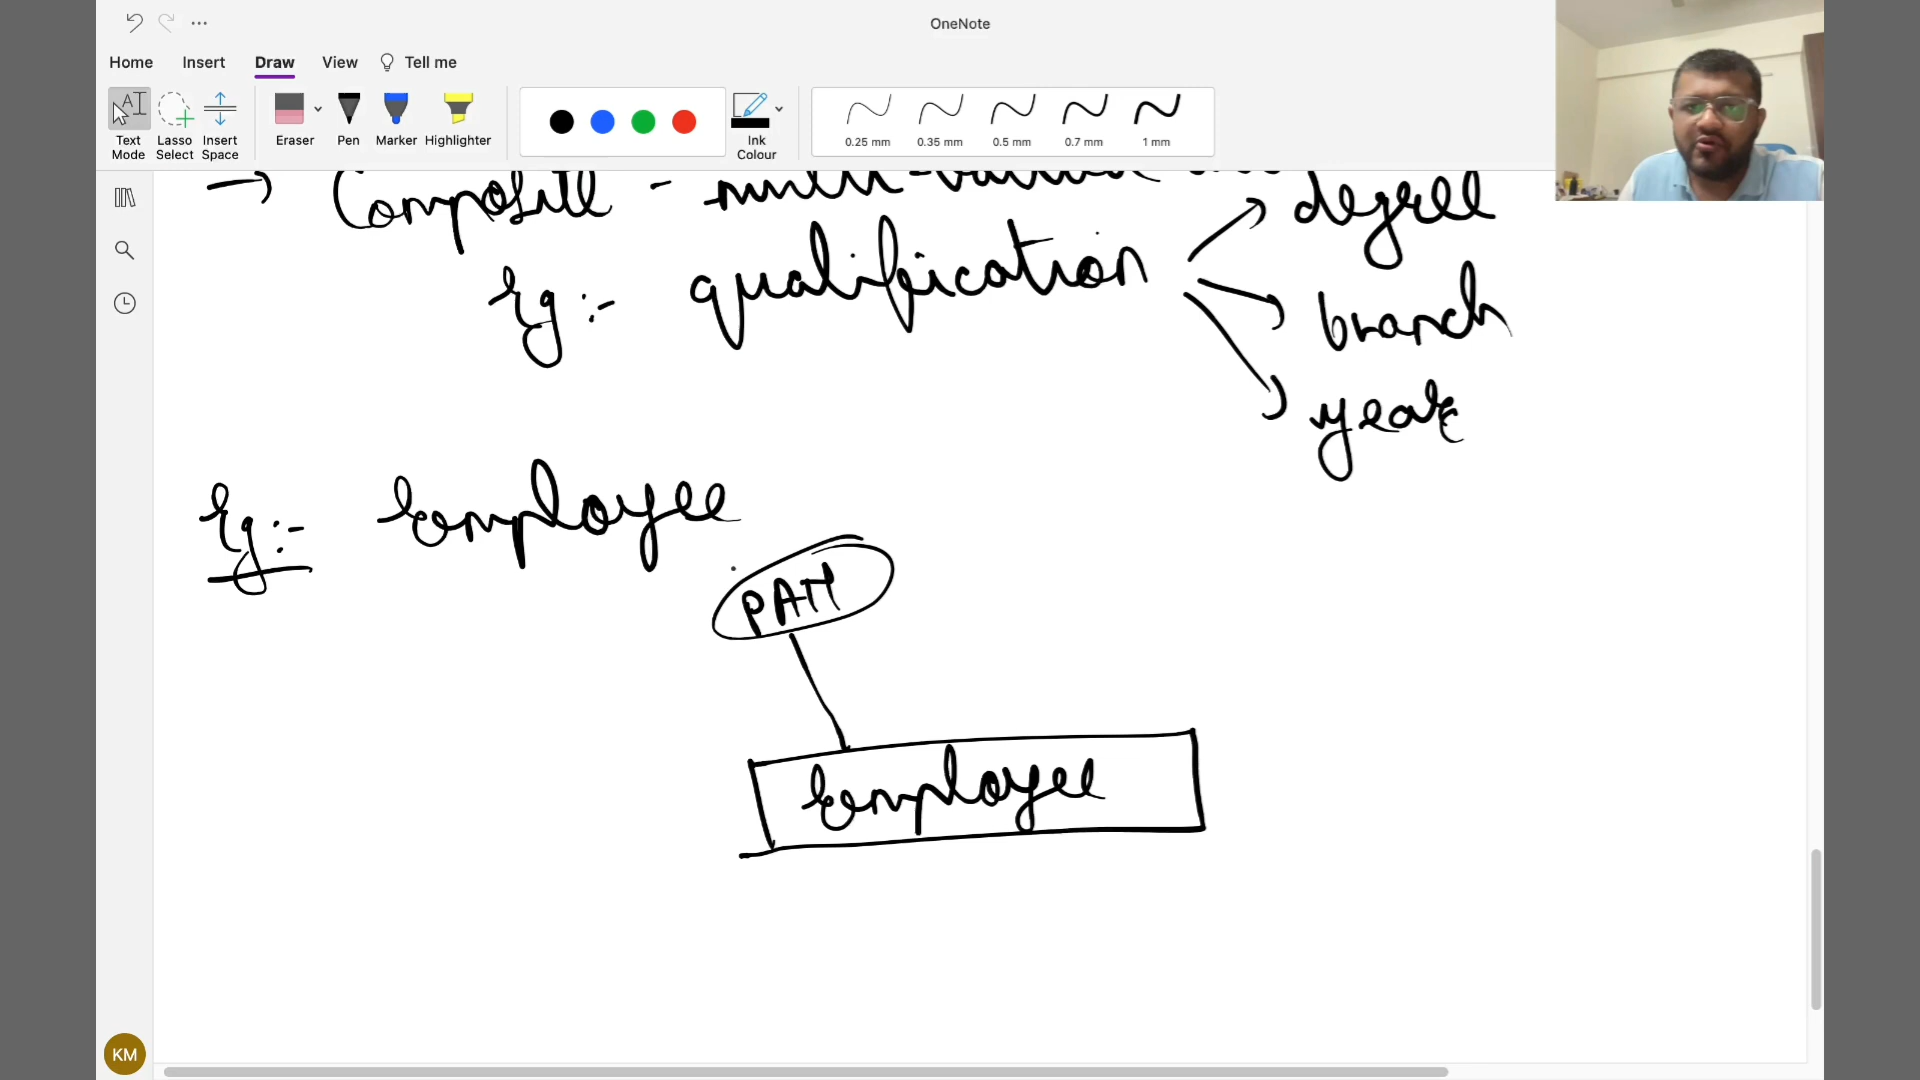 OneNote
Home Insert Draw View Tell me
Text Mode
Lasso Select
Insert Space
Eraser
Pen
Marker
Highlighter
Ink Colour
0.25 mm
0.35 mm
0.5 mm
0.7 mm
1 mm
→ Composite - multi-valued
Eg :- qualification → degree
→ branch
→ year
Eg :- Employee
PAN
Employee
KM